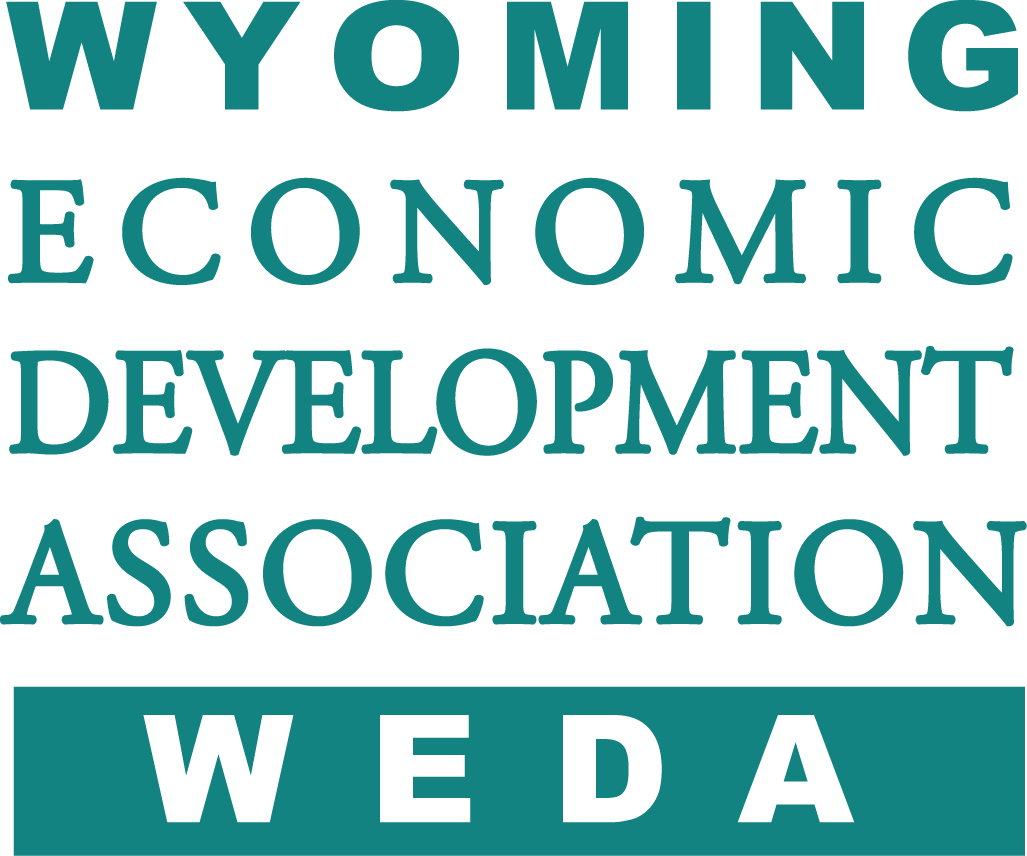 WYOMING
ECONOMIC
DEVELOPMENT
ASSOCIATION
WEDA